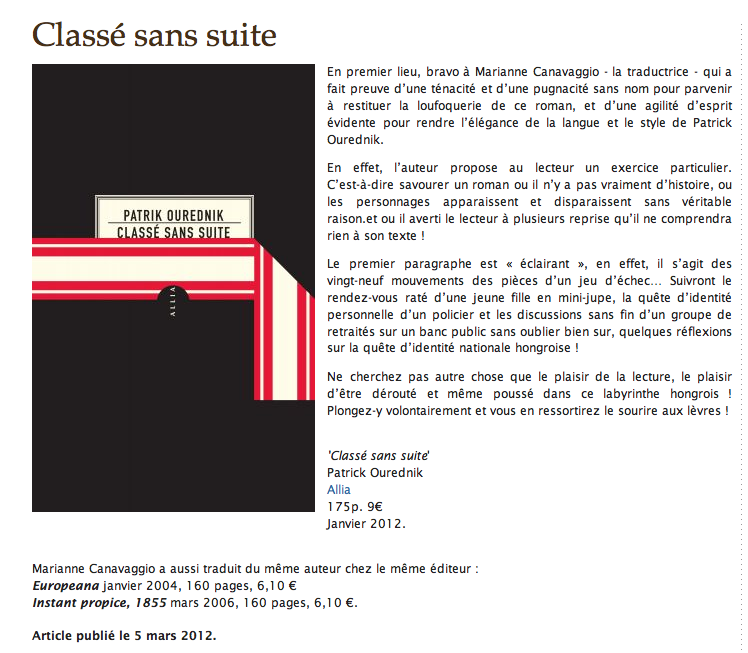 Classé sans suite
PATRIK OUREDNIK
CLASSÉ SANS SUITE
ALLIA
En premier lieu, bravo à Marianne Canavaggio - la traductrice - qui a
fait preuve d'une ténacité et d'une pugnacité sans nom pour parvenir
à restituer la loufoquerie de ce roman, et d'une agilité d'esprit
évidente pour rendre l'élégance de la langue et le style de Patrick
Ourednik.
En effet, l'auteur propose au lecteur un exercice particulier.
C'est-à-dire savourer un roman ou il n'y a pas vraiment d'histoire, ou
les personnages apparaissent et disparaissent sans véritable
raison.et ou il averti le lecteur à plusieurs reprise qu'il ne comprendra
rien à son texte !
Le premier paragraphe est « éclairant », en effet, il s'agit des
vingt-neuf mouvements des pièces d'un jeu d'échec... Suivront le
rendez-vous raté d'une jeune fille en mini-jupe, la quête d'identité
personnelle d'un policier et les discussions sans fin d'un groupe de
retraités sur un banc public sans oublier bien sur, quelques réflexions
sur la quête d'identité nationale hongroise !
Ne cherchez pas autre chose que le plaisir de la lecture, le plaisir
d'être dérouté et même poussé dans ce labyrinthe hongrois !
Plongez-y volontairement et vous en ressortirez le sourire aux lèvres !
'Classé sans suite'
Patrick Ourednik
Allia
175p. 9€
Janvier 2012.
Marianne Canavaggio a aussi traduit du même auteur chez le même éditeur :
Europeana janvier 2004, 160 pages, 6,10 €
Instant propice, 1855 mars 2006, 160 pages, 6,10 €.
Article publié le 5 mars 2012.